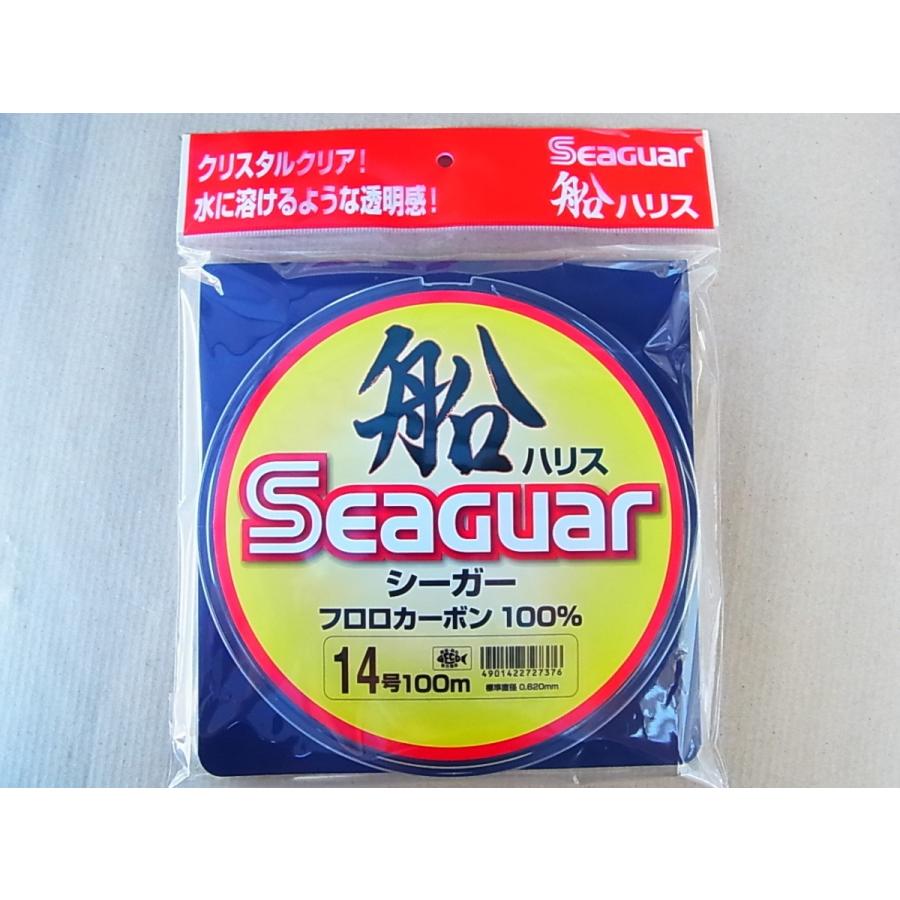 クリスタルクリア!
水に溶けるような透明感!
Seaguar
船ハリス
船
ハリス
Seaguar
シーガー
フロロカーボン 100%
14号100m
4901422727376
標準直径 0.620mm